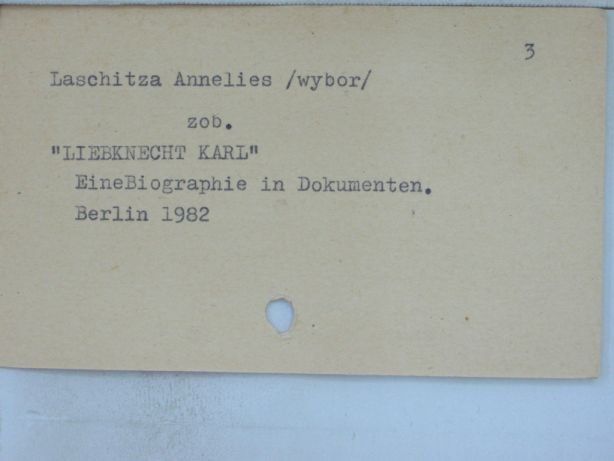 3
Laschitza Annelies /wybor/
zob.
"LIEBKNECHT KARL"
EineBiographie in Dokumenten.
Berlin 1982